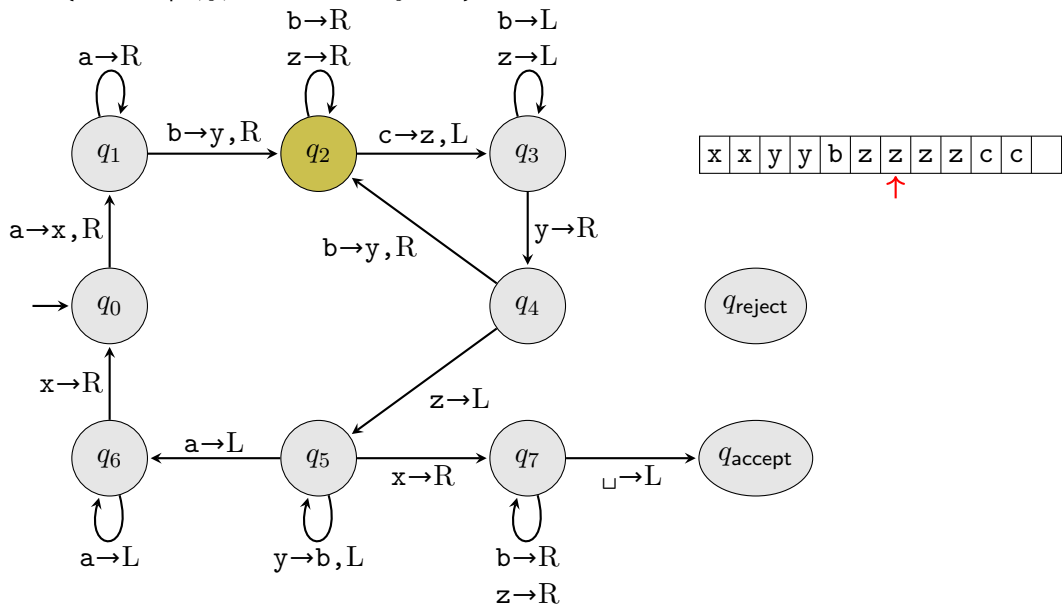 b→R
z→R
b→L
z→L
a→R
q1
b→y,R
q2
c→z,L
q3
x x y y b z z z z c c
↑
a→x,R
b→y,R
y→R
q0
q4
qreject
x→R
z→L
q6
a→L
q5
x→R
q7
␣→L
qaccept
a→L
y→b,L
b→R
z→R